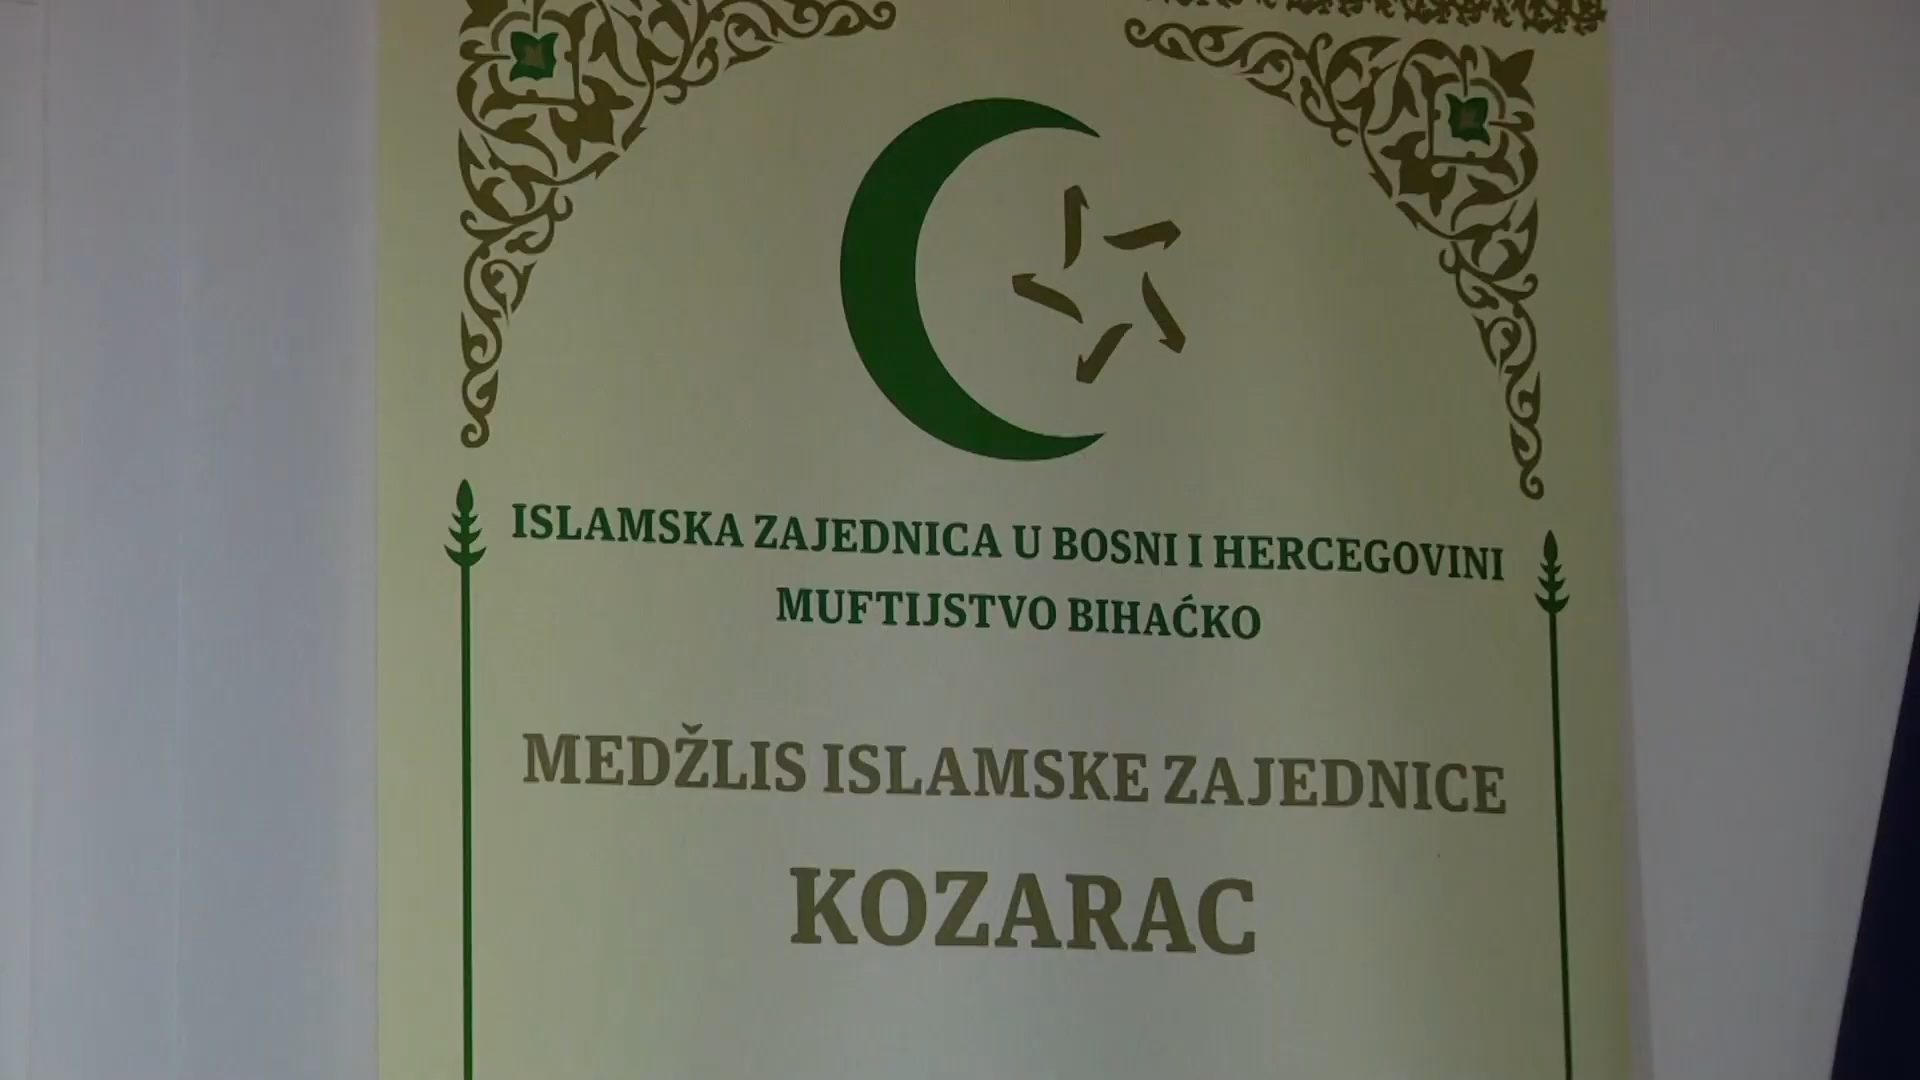 ISLAMSKA ZAJEDNICA U BOSNI I HERCEGOVINI
MUFTIJSTVO BIHAĆKO
MEDŽLIS ISLAMSKE ZAJEDNICE
KOZARAC